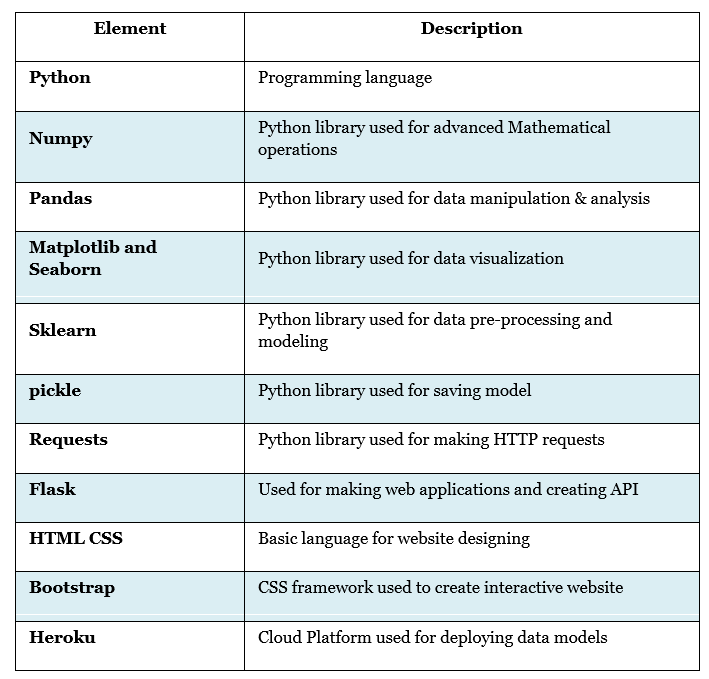 Element Description
Python Programming language
Numpy Python library used for advanced Mathematical
operations
Pandas Python library used for data manipulation & analysis
Matplotlib and
Seaborn Python library used for data visualization
Sklearn Python library used for data pre-processing and
modeling
pickle Python library used for saving model
Requests Python library used for making HTTP requests
Flask Used for making web applications and creating API
HTML CSS Basic language for website designing
Bootstrap CSS framework used to create interactive website
Heroku Cloud Platform used for deploying data models